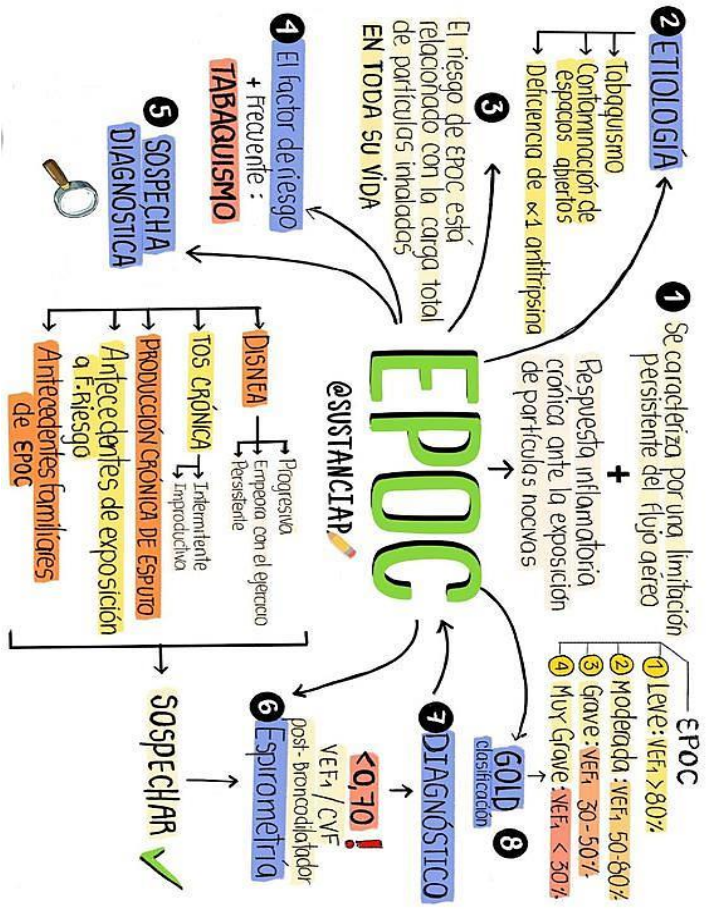 1 Se caracteriza por una limitación
persistente del flujo aéreo
+
Respuesta inflamatoria
crónica ante la exposición
de partículas nocivas
EPOC
@SUSTANCIAP
2 ETIOLOGÍA
Tabaquismo
Contaminación de
espacios abiertos
Deficiencia de α1 antitripsina
3
El riesgo de EPOC está
relacionado con la carga total
de partículas inhaladas
EN TODA SU VIDA
4 El factor de riesgo
+ Frecuente:
TABAQUISMO
5 SOSPECHA
DIAGNÓSTICA
DISNEA
Progresiva
Empeora con el ejercicio
Persistente
TOS CRÓNICA
Intermitente
Improductiva
PRODUCCIÓN CRÓNICA DE ESPUTO
Antecedentes de exposición
a F.Riesgo
Antecedentes familiares
de EPOC
SOSPECHAR
6 Espirometría
post-Broncodilatador
VEF1/CVF
<0,70!
7 DIAGNÓSTICO
GOLD 8
clasificación
EPOC
1 Leve: VEF1 >80%
2 Moderada: VEF1 50-80%
3 Grave: VEF1 30-50%
4 Muy Grave: VEF1 < 30%